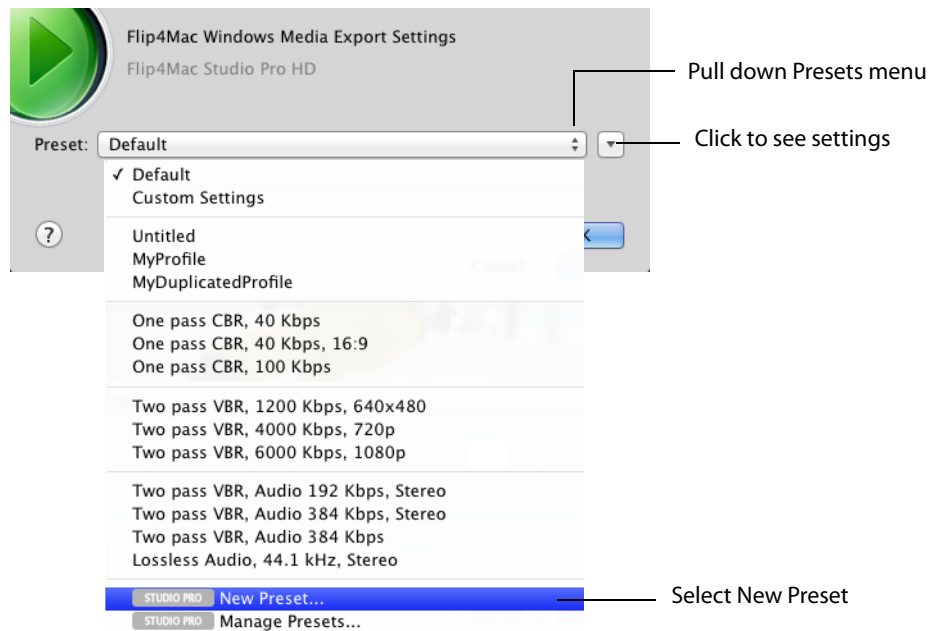 Flip4Mac Windows Media Export Settings
Flip4Mac Studio Pro HD
Pull down Presets menu
Preset: Default
Click to see settings
✓ Default
Custom Settings
?
K
Untitled
MyProfile
Cancel
MyDuplicatedProfile
One pass CBR, 40 Kbps
One pass CBR, 40 Kbps, 16:9
One pass CBR, 100 Kbps
Two pass VBR, 1200 Kbps, 640x480
Two pass VBR, 4000 Kbps, 720p
Two pass VBR, 6000 Kbps, 1080p
Two pass VBR, Audio 192 Kbps, Stereo
Two pass VBR, Audio 384 Kbps, Stereo
Two pass VBR, Audio 384 Kbps
Lossless Audio, 44.1 kHz, Stereo
STUDIO PRO New Preset...
Select New Preset
STUDIO PRO Manage Presets...